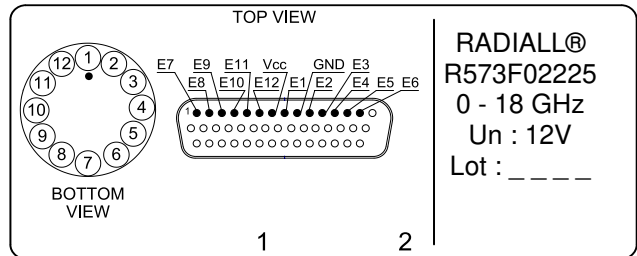 TOP VIEW
12 1 2
11 3
10 4
9 5
8 7 6
BOTTOM
VIEW
E7 E9 E11 Vcc GND E3
E8 E10 E12 E1 E2 E4 E5 E6
1
1 2
RADIALL®
R573F02225
0 - 18 GHz
Un : 12V
Lot : _ _ _ _